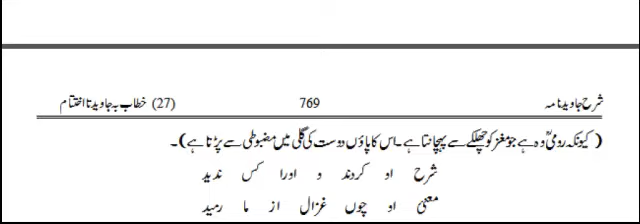 شرح جاوید نامہ 769 (27) خطاب بہ جاوید تا اختتام
(کیونکہ رومیؒ وہ ہے جو مغز کو چھلکے سے پہچانتا ہے۔ اس کا پاؤں دوست کی گلی میں مضبوطی سے پڑتا ہے)۔
شرح او کردند و اورا کس ندید
معنیٔ او چوں غزال از ما رمید